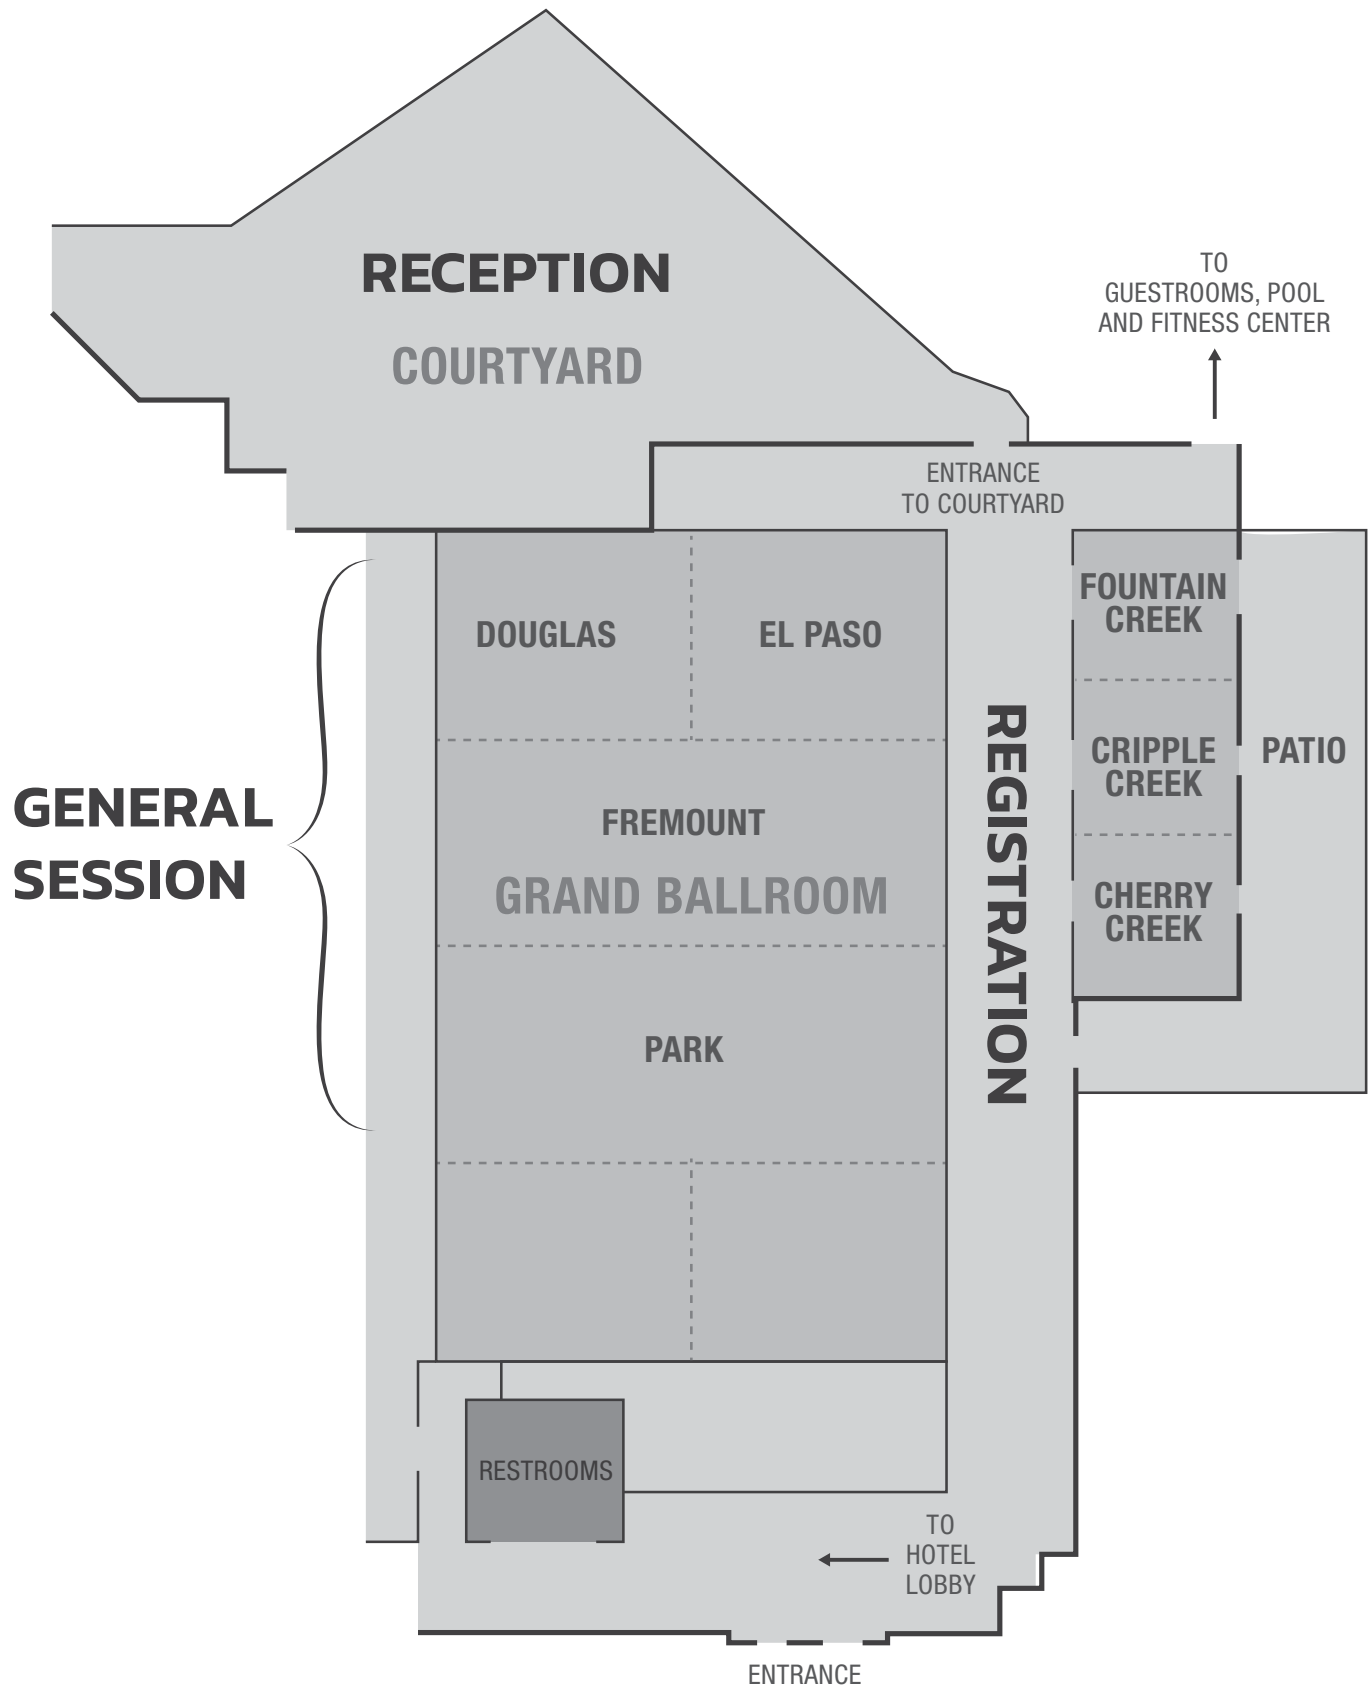 RECEPTION
COURTYARD
TO
GUESTROOMS, POOL
AND FITNESS CENTER
ENTRANCE
TO COURTYARD
DOUGLAS
EL PASO
FOUNTAIN
CREEK
GENERAL
SESSION
FREMOUNT
GRAND BALLROOM
REGISTRATION
CRIPPLE
CREEK
PATIO
CHERRY
CREEK
PARK
RESTROOMS
TO
HOTEL
LOBBY
ENTRANCE